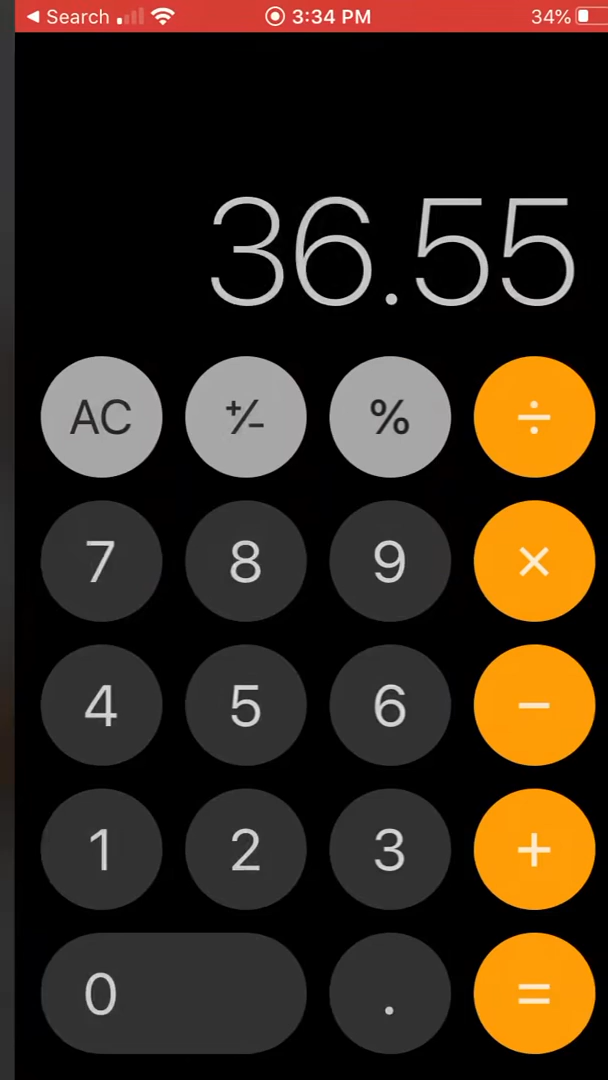 ◀ Search 3:34 PM 34%
36.55
AC +/- % ÷
7 8 9 ×
4 5 6 −
1 2 3 +
0 . =